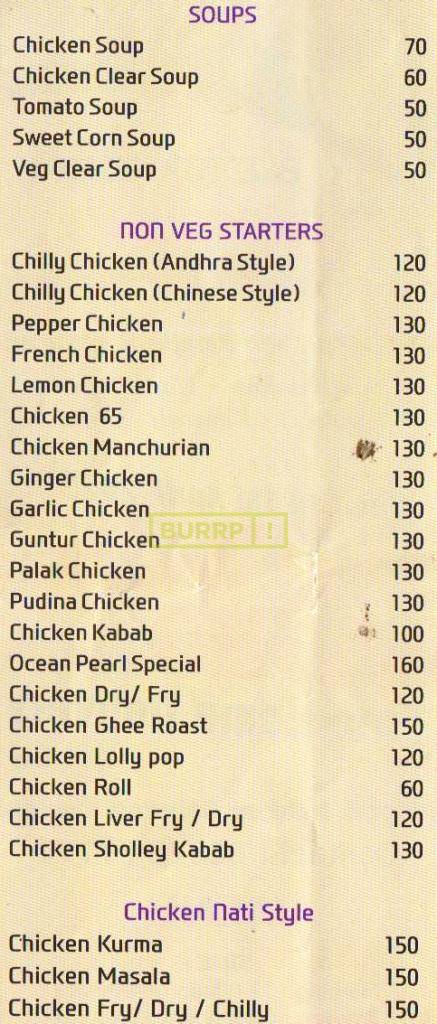 SOUPS
Chicken Soup 70
Chicken Clear Soup 60
Tomato Soup 50
Sweet Corn Soup 50
Veg Clear Soup 50
NON VEG STARTERS
Chilly Chicken (Andhra Style) 120
Chilly Chicken (Chinese Style) 120
Pepper Chicken 130
French Chicken 130
Lemon Chicken 130
Chicken 65 130
Chicken Manchurian 130
Ginger Chicken 130
Garlic Chicken 130
BURRP!
Guntur Chicken 130
Palak Chicken 130
Pudina Chicken 130
Chicken Kabab 100
Ocean Pearl Special 160
Chicken Dry/ Fry 120
Chicken Ghee Roast 150
Chicken Lolly pop 120
Chicken Roll 60
Chicken Liver Fry / Dry 120
Chicken Sholley Kabab 130
Chicken Nati Style
Chicken Kurma 150
Chicken Masala 150
Chicken Fry/ Dry / Chilly 150